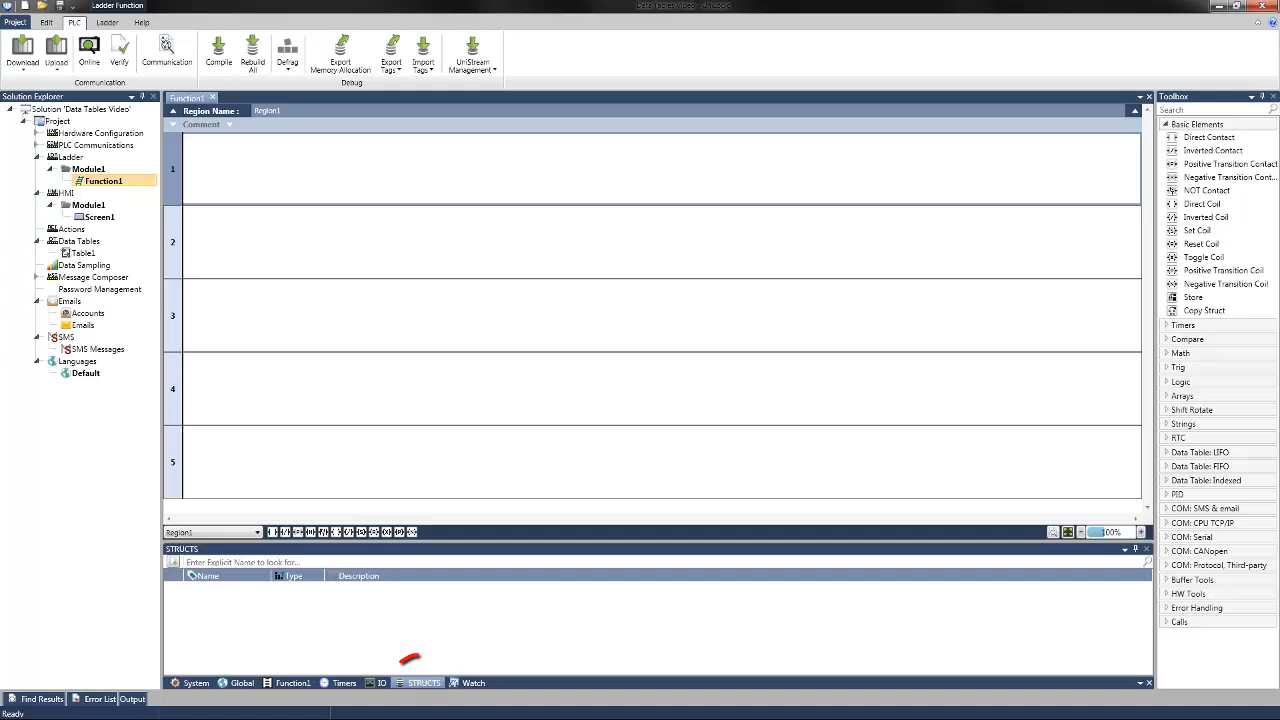 Ladder Function
Data Tables Video - UniLogic
Project Edit PLC Ladder Help
Download Upload Online Verify Communication Compile Rebuild All Defrag Export Memory Allocation Export Tags Import Tags UniStream Management
Communication Debug
Solution Explorer
Solution 'Data Tables Video'
Project
Hardware Configuration
PLC Communications
Ladder
Module1
Function1
HMI
Module1
Screen1
Actions
Data Tables
Table1
Data Sampling
Message Composer
Password Management
Emails
Accounts
Emails
SMS
SMS Messages
Languages
Default
Function1
Region Name : Region1
Comment
1
2
3
4
5
Region1
100%
STRUCTS
Enter Explicit Name to look for...
Name Type Description
System Global Function1 Timers IO STRUCTS Watch
Toolbox
Search
Basic Elements
Direct Contact
Inverted Contact
Positive Transition Contact
Negative Transition Cont...
NOT Contact
Direct Coil
Inverted Coil
Set Coil
Reset Coil
Toggle Coil
Positive Transition Coil
Negative Transition Coil
Store
Copy Struct
Timers
Compare
Math
Trig
Logic
Arrays
Shift Rotate
Strings
RTC
Data Table: LIFO
Data Table: FIFO
Data Table: Indexed
PID
COM: SMS & email
COM: CPU TCP/IP
COM: Serial
COM: CANopen
COM: Protocol, Third-party
Buffer Tools
HW Tools
Error Handling
Calls
Find Results Error List Output
Ready